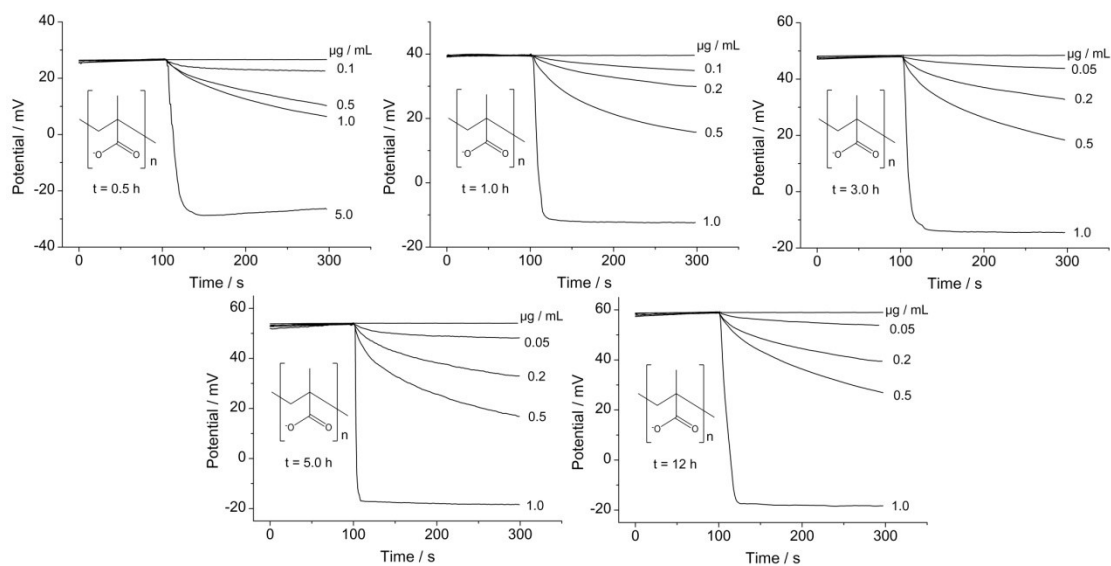 40
20
0
-20
-40
Potential / mV
0
100
200
300
Time / s
µg / mL
0.1
0.5
1.0
5.0
-O
O
n
t = 0.5 h
60
40
20
0
-20
Potential / mV
0
100
200
300
Time / s
µg / mL
0.1
0.2
0.5
1.0
-O
O
n
t = 1.0 h
60
40
20
0
-20
Potential / mV
0
100
200
300
Time / s
µg / mL
0.05
0.2
0.5
1.0
-O
O
n
t = 3.0 h
60
40
20
0
-20
Potential / mV
0
100
200
300
Time / s
µg / mL
0.05
0.2
0.5
1.0
-O
O
n
t = 5.0 h
60
40
20
0
-20
Potential / mV
0
100
200
300
Time / s
µg / mL
0.05
0.2
0.5
1.0
-O
O
n
t = 12 h